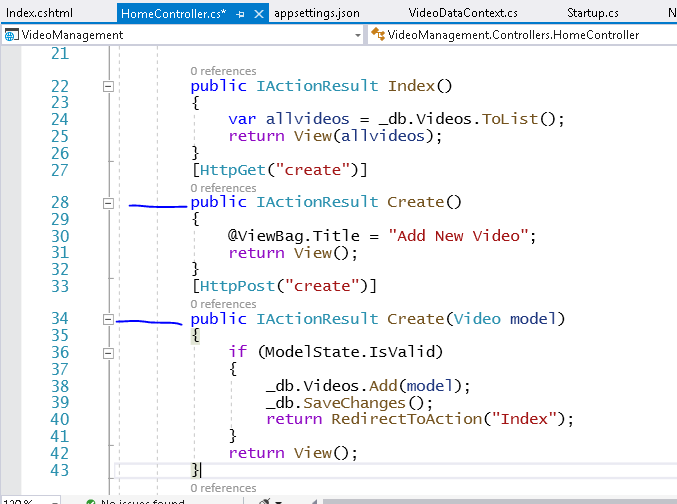 Index.cshtml HomeController.cs* appsettings.json VideoDataContext.cs Startup.cs N
VideoManagement VideoManagement.Controllers.HomeController
21
0 references
22 public IActionResult Index()
23 {
24 var allvideos = _db.Videos.ToList();
25 return View(allvideos);
26 }
27 [HttpGet("create")]
0 references
28 public IActionResult Create()
29 {
30 @ViewBag.Title = "Add New Video";
31 return View();
32 }
33 [HttpPost("create")]
0 references
34 public IActionResult Create(Video model)
35 {
36 if (ModelState.IsValid)
37 {
38 _db.Videos.Add(model);
39 _db.SaveChanges();
40 return RedirectToAction("Index");
41 }
42 return View();
43 }
0 references
120 % No issues found